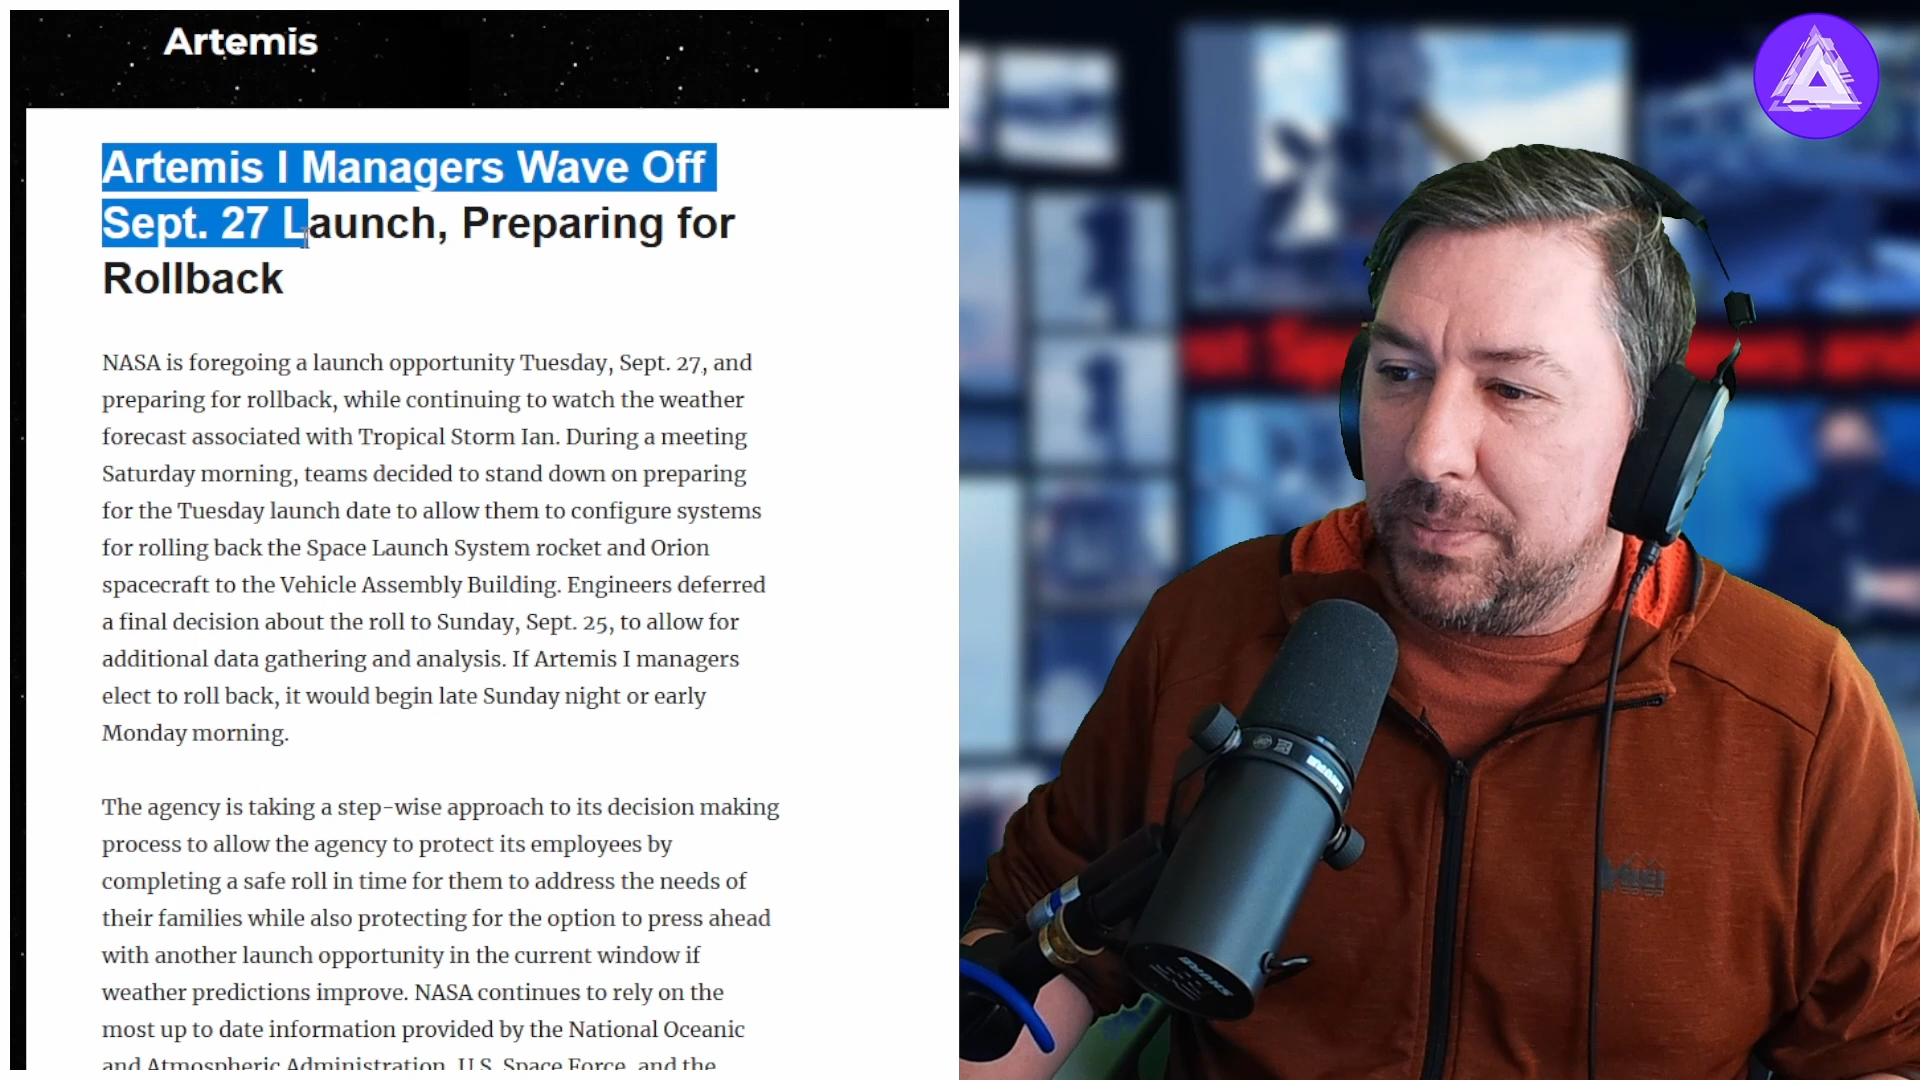 Artemis
Artemis I Managers Wave Off
Sept. 27 Launch, Preparing for
Rollback
NASA is foregoing a launch opportunity Tuesday, Sept. 27, and
preparing for rollback, while continuing to watch the weather
forecast associated with Tropical Storm Ian. During a meeting
Saturday morning, teams decided to stand down on preparing
for the Tuesday launch date to allow them to configure systems
for rolling back the Space Launch System rocket and Orion
spacecraft to the Vehicle Assembly Building. Engineers deferred
a final decision about the roll to Sunday, Sept. 25, to allow for
additional data gathering and analysis. If Artemis I managers
elect to roll back, it would begin late Sunday night or early
Monday morning.
The agency is taking a step-wise approach to its decision making
process to allow the agency to protect its employees by
completing a safe roll in time for them to address the needs of
their families while also protecting for the option to press ahead
with another launch opportunity in the current window if
weather predictions improve. NASA continues to rely on the
most up to date information provided by the National Oceanic
and Atmospheric Administration, U.S. Space Force, and the
SHURE
SHURE